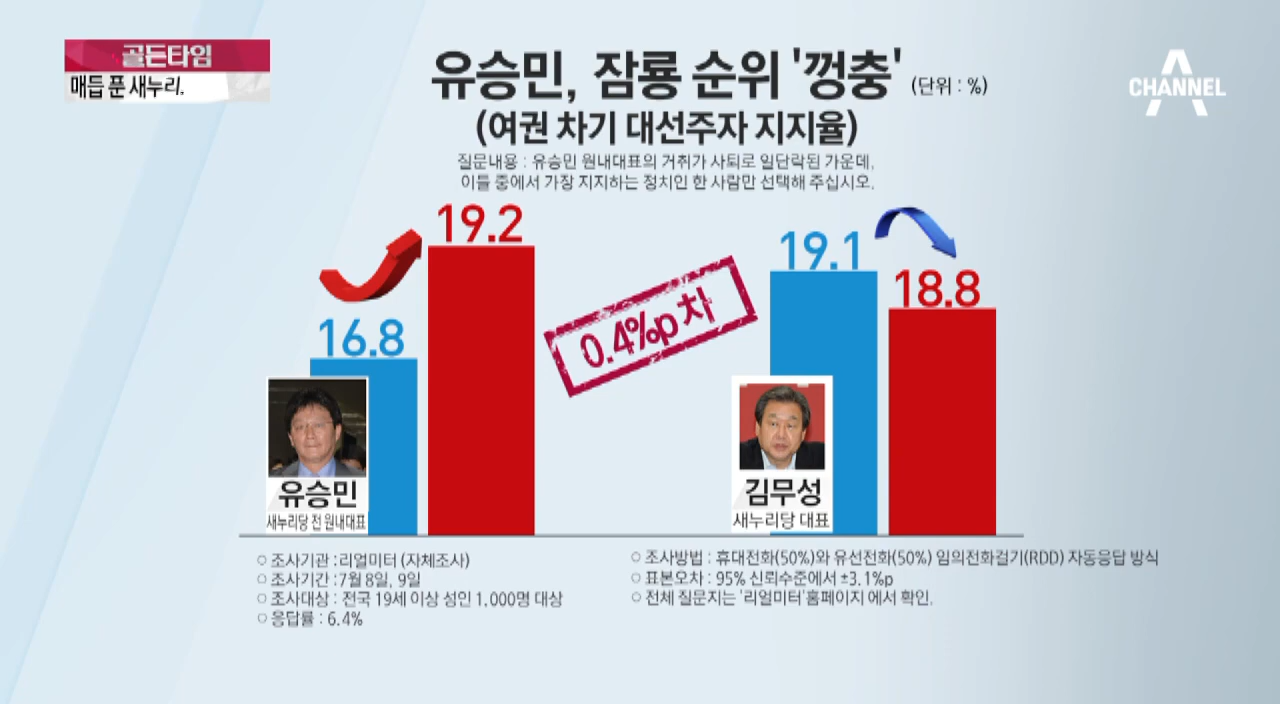 골든타임
매듭 푼 새누리,
유승민, 잠룡 순위 '껑충' (단위 : %)
(여권 차기 대선주자 지지율)
질문내용 : 유승민 원내대표의 거취가 사퇴로 일단락된 가운데,
이들 중에서 가장 지지하는 정치인 한 사람만 선택해 주십시오.
CHANNEL A
16.8
19.2
0.4%p 차
19.1
18.8
유승민
새누리당 전 원내대표
김무성
새누리당 대표
○ 조사기관 : 리얼미터 (자체조사)
○ 조사기간 : 7월 8일, 9일
○ 조사대상 : 전국 19세 이상 성인 1,000명 대상
○ 응답률 : 6.4%
○ 조사방법 : 휴대전화(50%)와 유선전화(50%) 임의전화걸기(RDD) 자동응답 방식
○ 표본오차 : 95% 신뢰수준에서 ±3.1%p
○ 전체 질문지는 '리얼미터' 홈페이지 에서 확인.